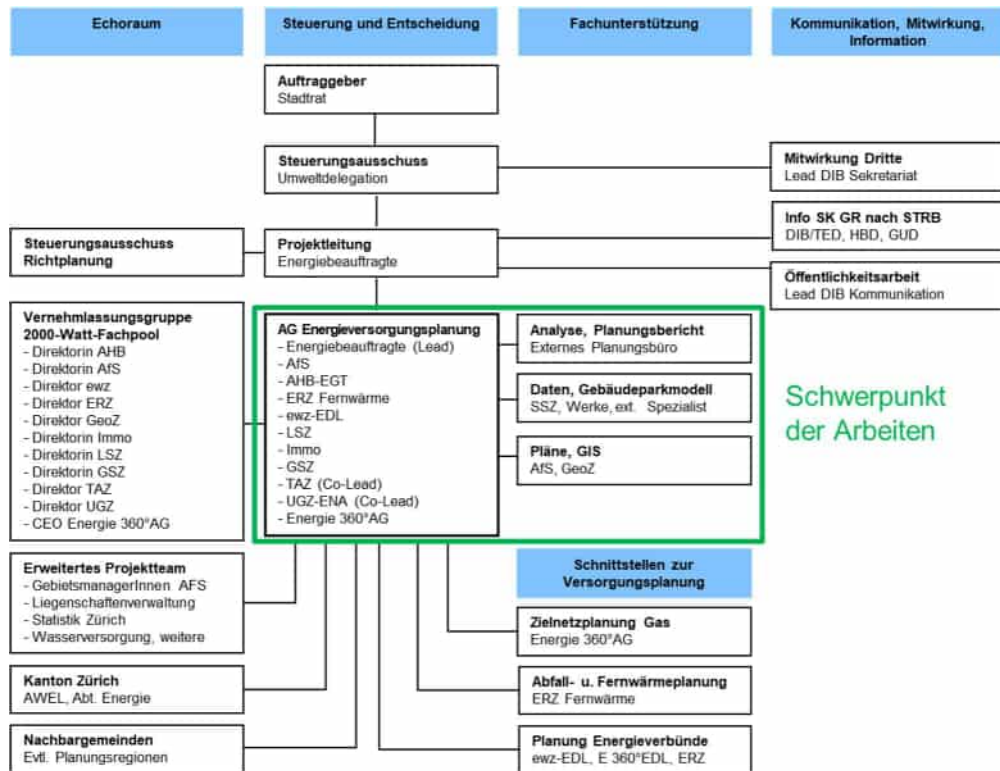 Echoraum
Steuerung und Entscheidung
Fachunterstützung
Kommunikation, Mitwirkung,
Information
Auftraggeber
Stadtrat
Steuerungsausschuss
Umweltdelegation
Mitwirkung Dritte
Lead DIB Sekretariat
Steuerungsausschuss
Richtplanung
Projektleitung
Energiebeauftragte
Info SK GR nach STRB
DIB/TED, HBD, GUD
Öffentlichkeitsarbeit
Lead DIB Kommunikation
Vernehmlassungsgruppe
2000-Watt-Fachpool
- Direktorin AHB
- Direktorin AfS
- Direktor ewz
- Direktor ERZ
- Direktor GeoZ
- Direktorin Immo
- Direktorin LSZ
- Direktorin GSZ
- Direktor TAZ
- Direktor UGZ
- CEO Energie 360°AG
AG Energieversorgungsplanung
- Energiebeauftragte (Lead)
- AfS
- AHB-EGT
- ERZ Fernwärme
- ewz-EDL
- LSZ
- Immo
- GSZ
- TAZ (Co-Lead)
- UGZ-ENA (Co-Lead)
- Energie 360°AG
Analyse, Planungsbericht
Externes Planungsbüro
Daten, Gebäudeparkmodell
SSZ, Werke, ext. Spezialist
Pläne, GIS
AfS, GeoZ
Schwerpunkt
der Arbeiten
Erweitertes Projektteam
- GebietsmanagerInnen AFS
- Liegenschaftenverwaltung
- Statistik Zürich
- Wasserversorgung, weitere
Kanton Zürich
AWEL, Abt. Energie
Nachbargemeinden
Evtl. Planungsregionen
Schnittstellen zur
Versorgungsplanung
Zielnetzplanung Gas
Energie 360°AG
Abfall- u. Fernwärmeplanung
ERZ Fernwärme
Planung Energieverbünde
ewz-EDL, E 360°EDL, ERZ